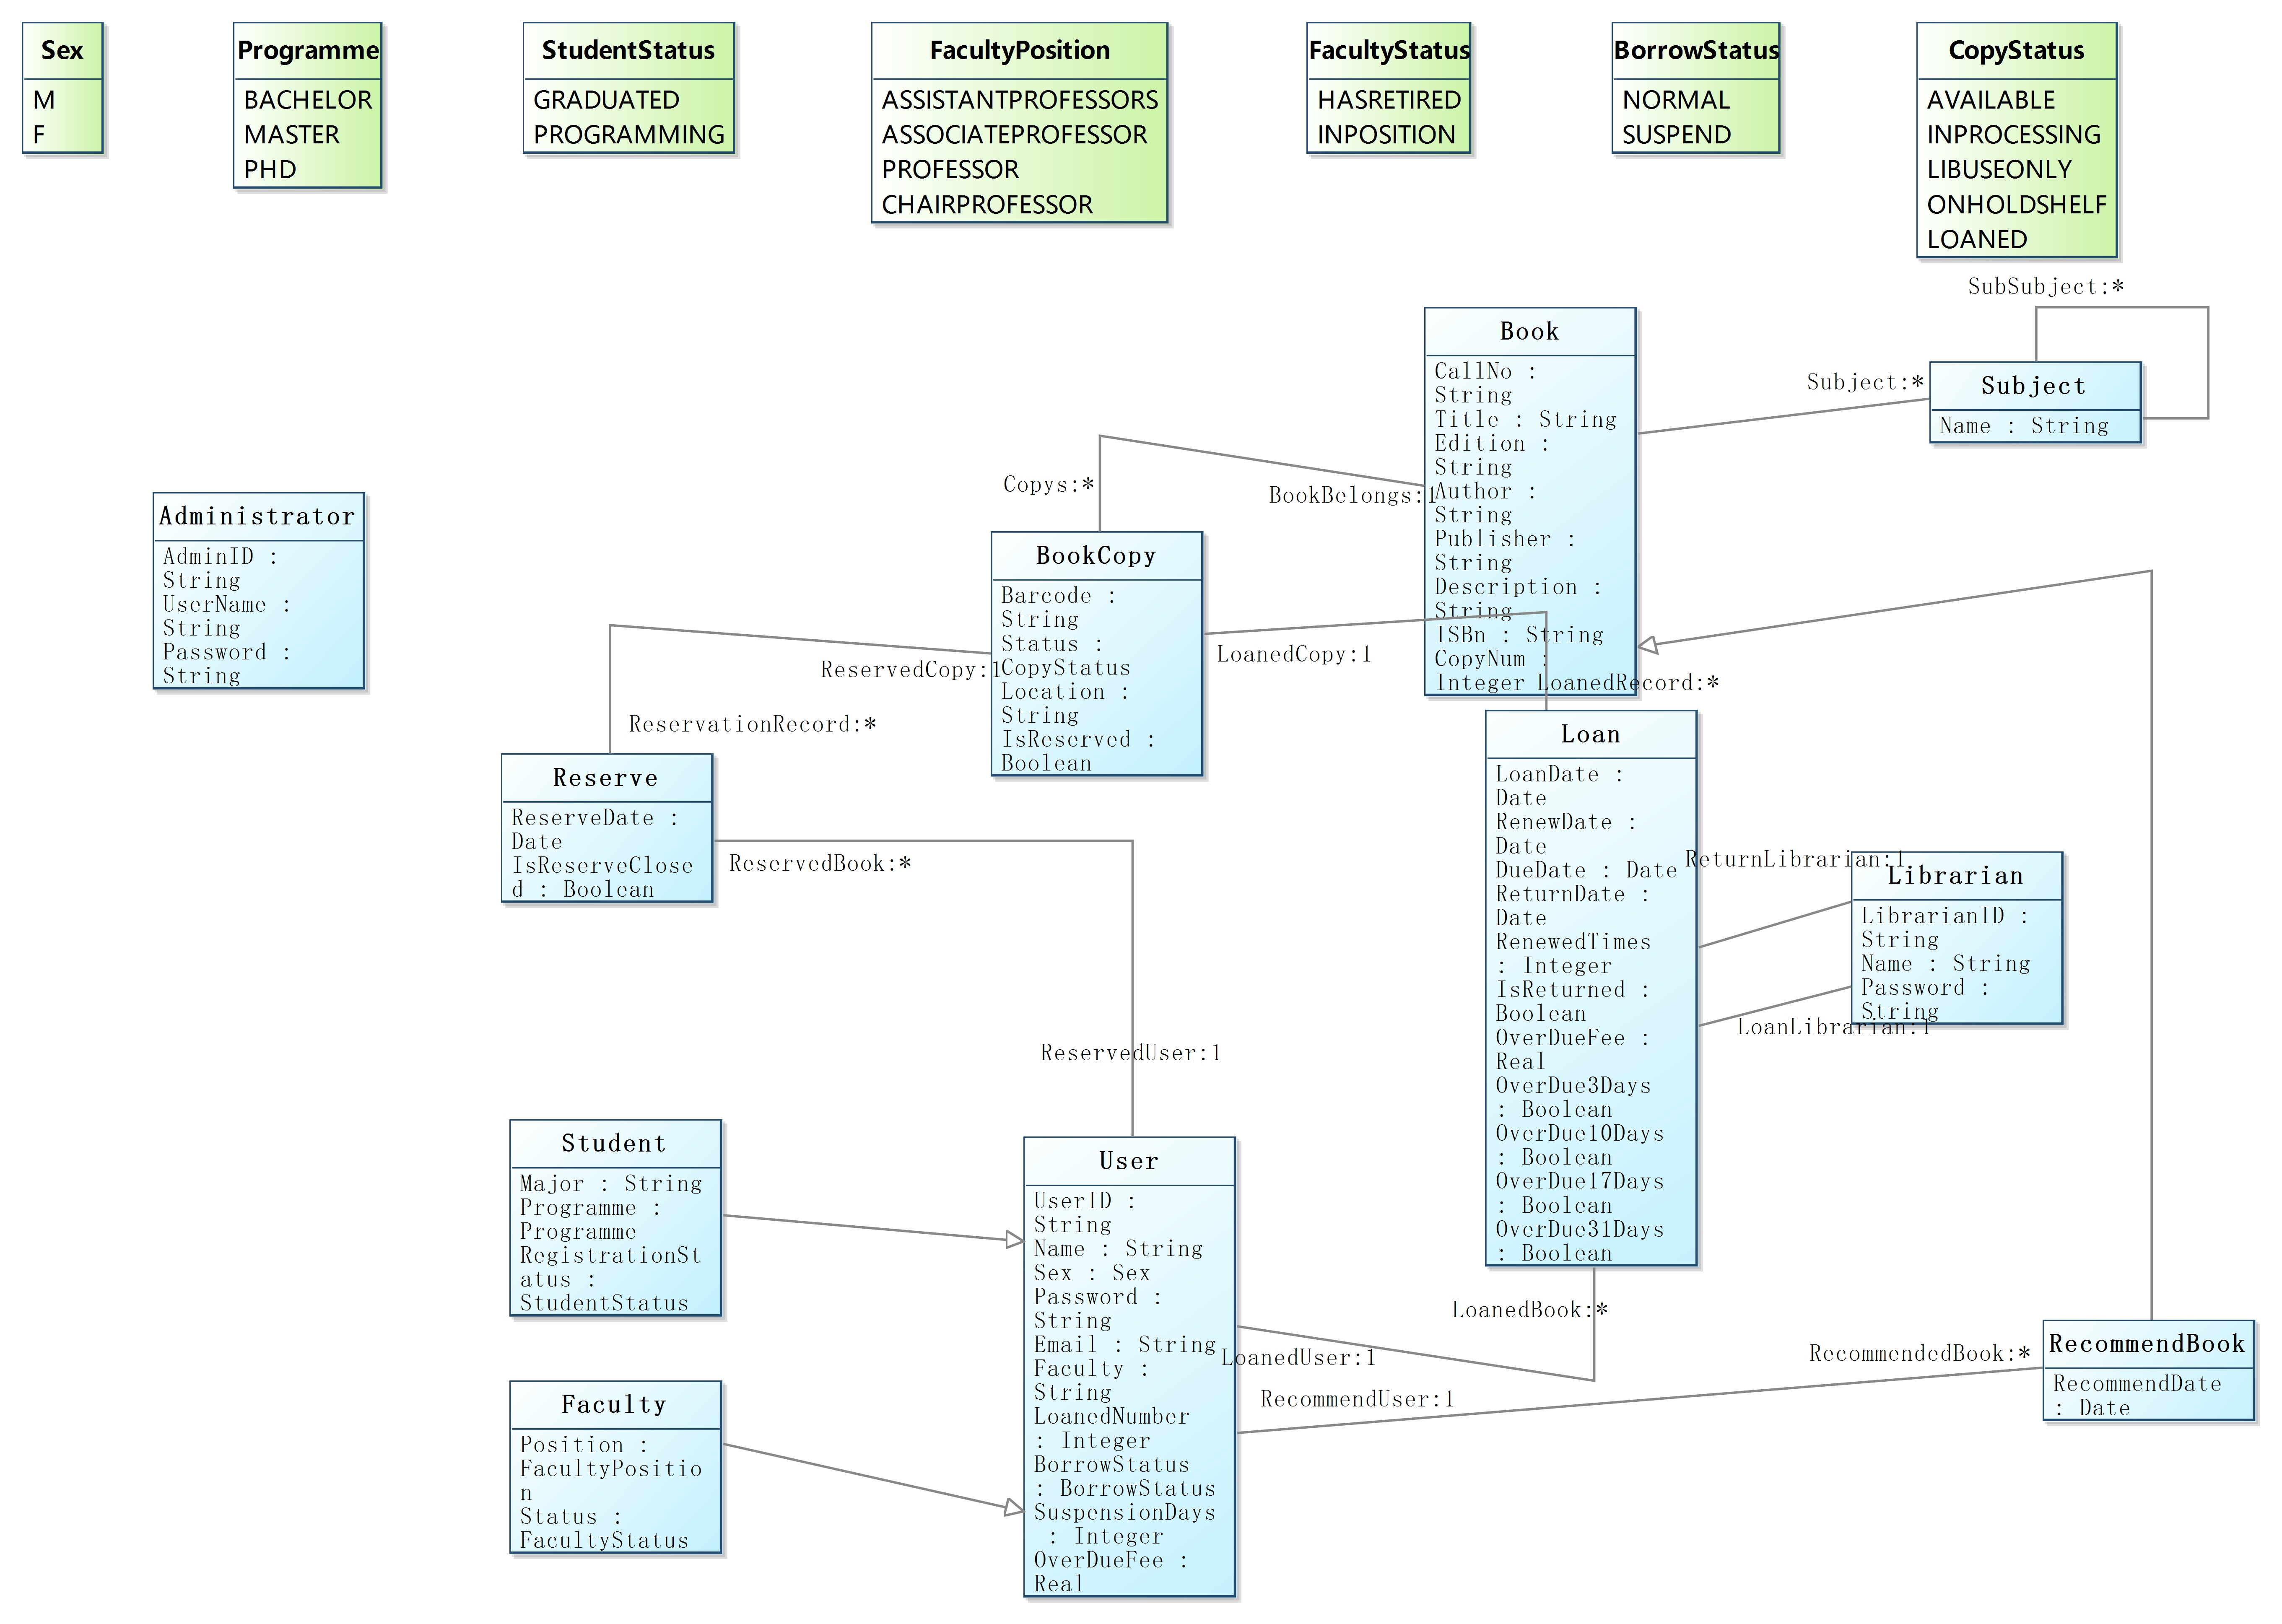 Sex
M
F
Programme
BACHELOR
MASTER
PHD
StudentStatus
GRADUATED
PROGRAMMING
FacultyPosition
ASSISTANTPROFESSORS
ASSOCIATEPROFESSOR
PROFESSOR
CHAIRPROFESSOR
FacultyStatus
HASRETIRED
INPOSITION
BorrowStatus
NORMAL
SUSPEND
CopyStatus
AVAILABLE
INPROCESSING
LIBUSEONLY
ONHOLDSHELF
LOANED
SubSubject:*
Subject:*
Subject
Name : String
Book
CallNo :
String
Title : String
Edition :
String
Author :
String
Publisher :
String
Description :
String
ISBn : String
CopyNum :
Integer
Copys:*
BookBelongs:1
Administrator
AdminID :
String
UserName :
String
Password :
String
BookCopy
Barcode :
String
Status :
CopyStatus
Location :
String
IsReserved :
Boolean
ReservedCopy:1
LoanedCopy:1
LoanedRecord:*
ReservationRecord:*
Reserve
ReserveDate :
Date
IsReserveClose
d : Boolean
ReservedBook:*
ReservedUser:1
Loan
LoanDate :
Date
RenewDate :
Date
DueDate : Date
ReturnDate :
Date
RenewedTimes
: Integer
IsReturned :
Boolean
OverDueFee :
Real
OverDue3Days
: Boolean
OverDue10Days
: Boolean
OverDue17Days
: Boolean
OverDue31Days
: Boolean
ReturnLibrarian:1
Librarian
LibrarianID :
String
Name : String
Password :
String
LoanLibrarian:1
Student
Major : String
Programme :
Programme
RegistrationSt
atus :
StudentStatus
User
UserID :
String
Name : String
Sex : Sex
Password :
String
Email : String
Faculty :
String
LoanedNumber
: Integer
BorrowStatus
: BorrowStatus
SuspensionDays
: Integer
OverDueFee :
Real
LoanedBook:*
LoanedUser:1
RecommendUser:1
RecommendedBook:*
RecommendBook
RecommendDate
: Date
Faculty
Position :
FacultyPositio
n
Status :
FacultyStatus